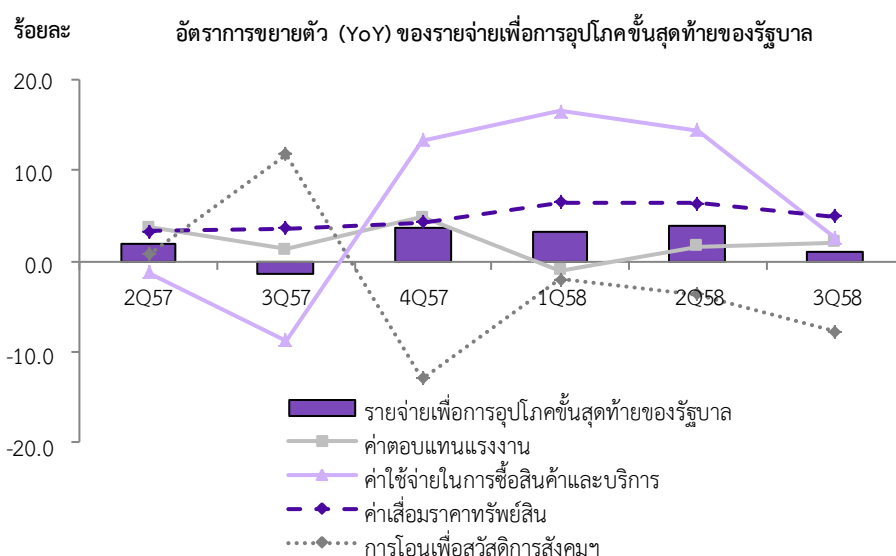 ร้อยละ
อัตราการขยายตัว (YoY) ของรายจ่ายเพื่อการอุปโภคขั้นสุดท้ายของรัฐบาล
20.0
10.0
0.0
-10.0
-20.0
2Q57 3Q57 4Q57 1Q58 2Q58 3Q58
รายจ่ายเพื่อการอุปโภคขั้นสุดท้ายของรัฐบาล
ค่าตอบแทนแรงงาน
ค่าใช้จ่ายในการซื้อสินค้าและบริการ
ค่าเสื่อมราคาทรัพย์สิน
การโอนเพื่อสวัสดิการสังคมฯ